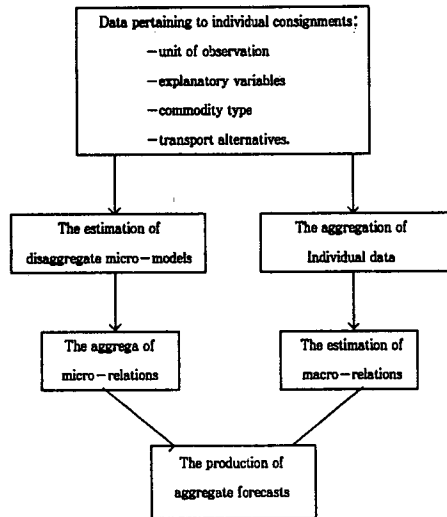 Data pertaining to individual consignments:
－unit of observation
－explanatory variables
－commodity type
－transport alternatives.
The estimation of
disaggregate micro－models
The aggregation of
Individual data
The aggrega of
micro－relations
The estimation of
macro－relations
The production of
aggregate forecasts